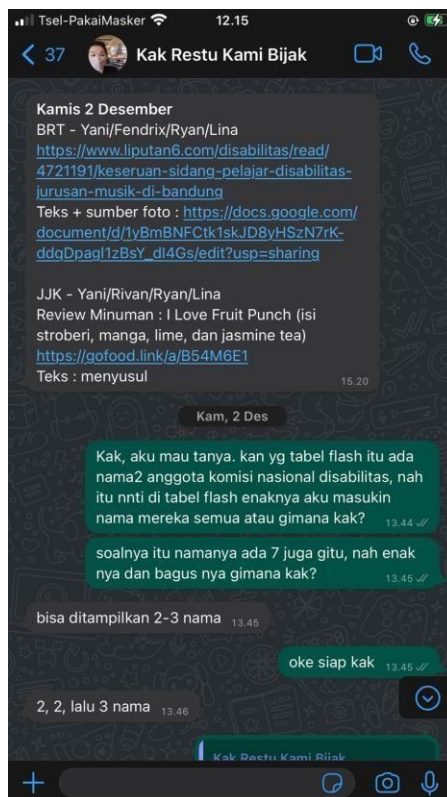 Tsel-PakaiMasker
12.15
37
Kak Restu Kami Bijak
Kamis 2 Desember
BRT - Yani/Fendrix/Ryan/Lina
https://www.liputan6.com/disabilitas/read/
4721191/keseruan-sidang-pelajar-disabilitas-
jurusan-musik-di-bandung
Teks + sumber foto : https://docs.google.com/
document/d/1yBmBNFCtk1skJD8yHSzN7rK-
ddqDpagl1zBsY_dI4Gs/edit?usp=sharing
JJK - Yani/Rivan/Ryan/Lina
Review Minuman : I Love Fruit Punch (isi
stroberi, manga, lime, dan jasmine tea)
https://gofood.link/a/B54M6E1
Teks : menyusul
15.20
Kam, 2 Des
Kak, aku mau tanya. kan yg tabel flash itu ada
nama2 anggota komisi nasional disabilitas, nah
itu nnti di tabel flash enaknya aku masukin
nama mereka semua atau gimana kak? 13.44
soalnya itu namanya ada 7 juga gitu, nah enak
nya dan bagus nya gimana kak? 13.45
bisa ditampilkan 2-3 nama 13.45
oke siap kak 13.45
2, 2, lalu 3 nama 13.46
Kak Restu Kami Bijak